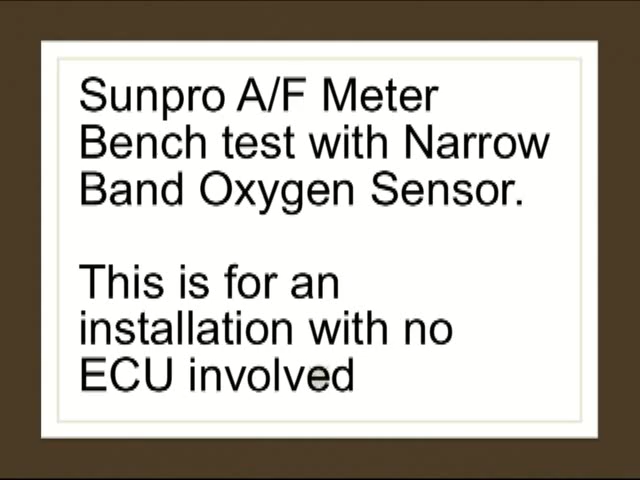 Sunpro A/F Meter
Bench test with Narrow
Band Oxygen Sensor.
This is for an
installation with no
ECU involved